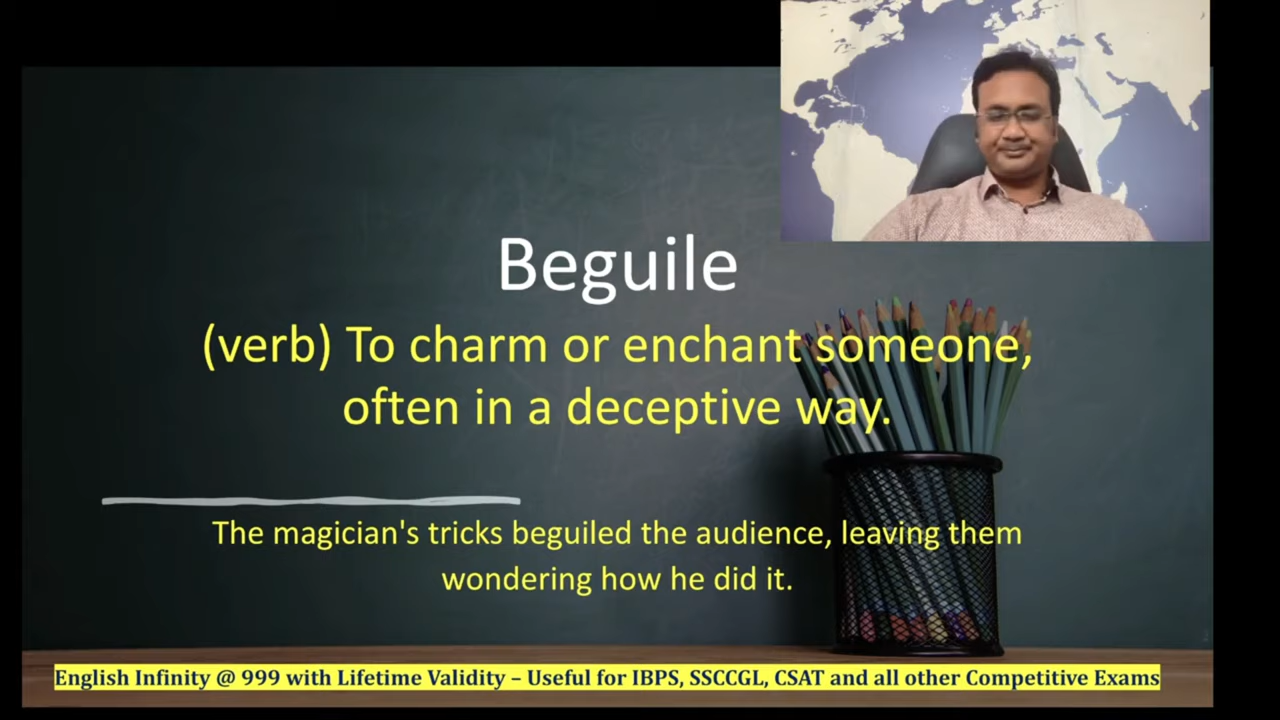 Beguile
(verb) To charm or enchant someone,
often in a deceptive way.
The magician's tricks beguiled the audience, leaving them
wondering how he did it.
English Infinity @ 999 with Lifetime Validity – Useful for IBPS, SSCCGL, CSAT and all other Competitive Exams